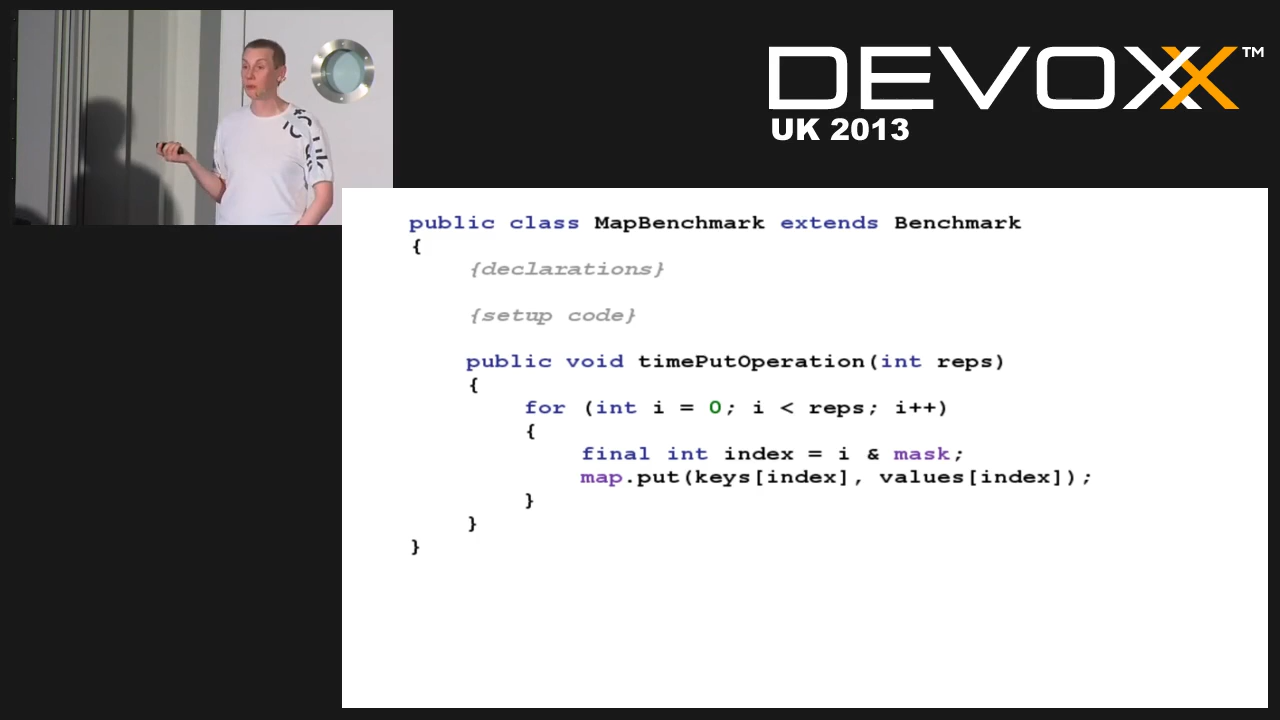 DEVOXX™
UK 2013
public class MapBenchmark extends Benchmark
{
{declarations}
{setup code}
public void timePutOperation(int reps)
{
for (int i = 0; i < reps; i++)
{
final int index = i & mask;
map.put(keys[index], values[index]);
}
}
}